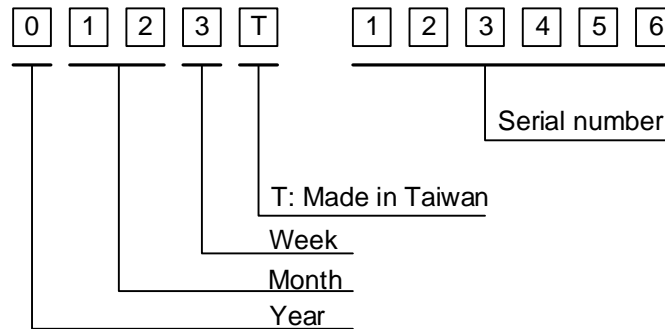 0 1 2 3 T 1 2 3 4 5 6
Serial number
T: Made in Taiwan
Week
Month
Year